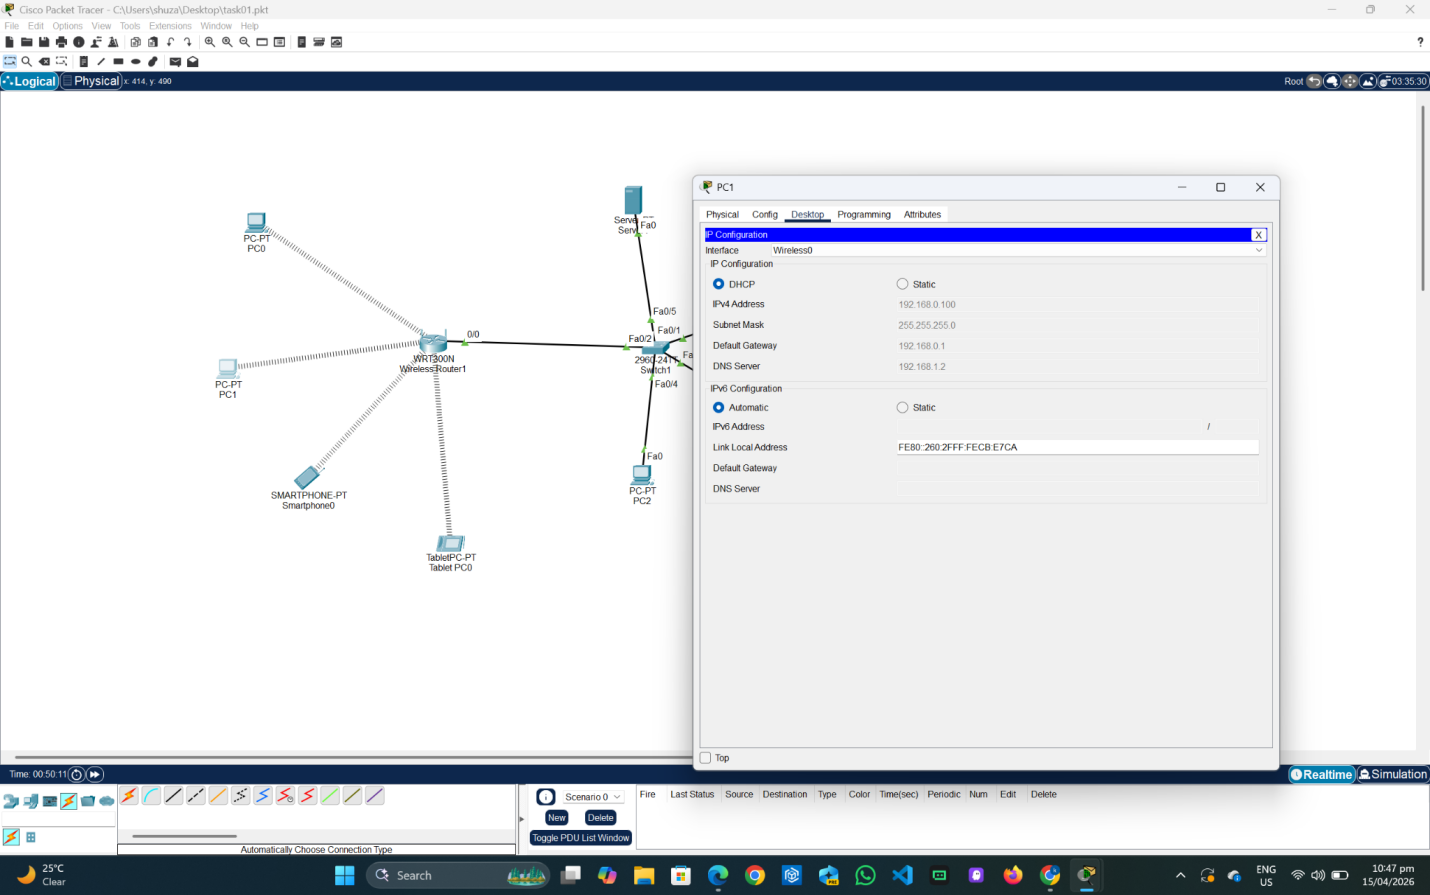 Cisco Packet Tracer - C:\Users\shuza\Desktop\task01.pkt
File Edit Options View Tools Extensions Window Help
?
Logical Physical x: 414, y: 490 Root 03:35:30
PC-PT
PC0
PC-PT
PC1
SMARTPHONE-PT
Smartphone0
TabletPC-PT
Tablet PC0
WRT300N
Wireless Router1
0/0
Fa0
Fa0/5
Fa0/1
Fa0/2
Fa
Switch1
Fa0/4
Fa0
PC-PT
PC2
PC1
Physical Config Desktop Programming Attributes
IP Configuration X
Interface Wireless0
IP Configuration
DHCP Static
IPv4 Address 192.168.0.100
Subnet Mask 255.255.255.0
Default Gateway 192.168.0.1
DNS Server 192.168.1.2
IPv6 Configuration
Automatic Static
IPv6 Address /
Link Local Address FE80::260:2FFF:FECB:E7CA
Default Gateway
DNS Server
Top
Time: 00:50:11 Realtime Simulation
Scenario 0
New Delete
Toggle PDU List Window
Fire Last Status Source Destination Type Color Time(sec) Periodic Num Edit Delete
Automatically Choose Connection Type
25°C
Clear
Search
PRE
ENG
US
10:47 pm
15/04/2026